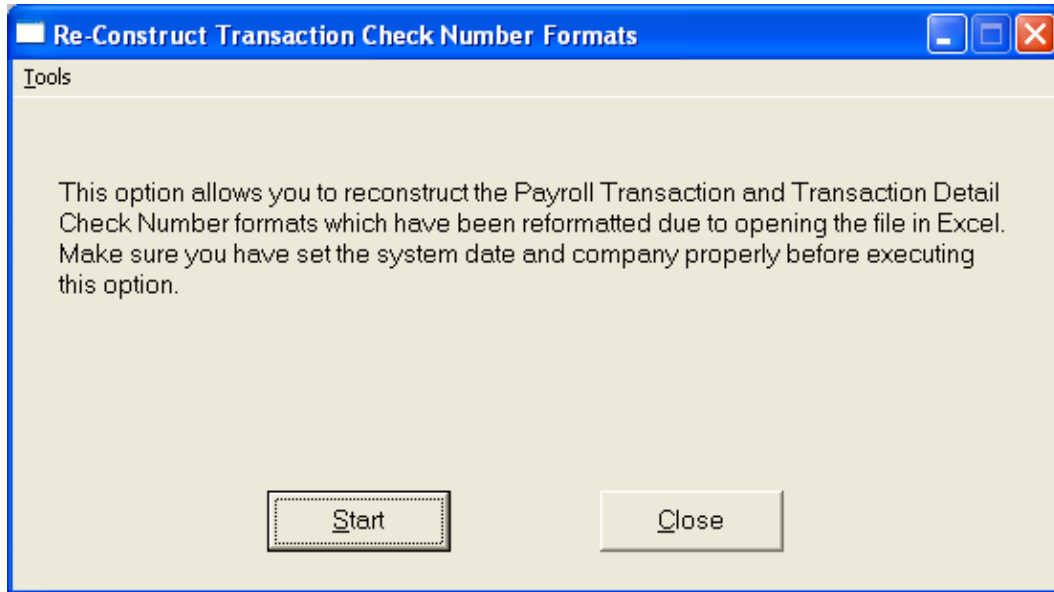 Re-Construct Transaction Check Number Formats
Tools
This option allows you to reconstruct the Payroll Transaction and Transaction Detail
Check Number formats which have been reformatted due to opening the file in Excel.
Make sure you have set the system date and company properly before executing
this option.
Start
Close